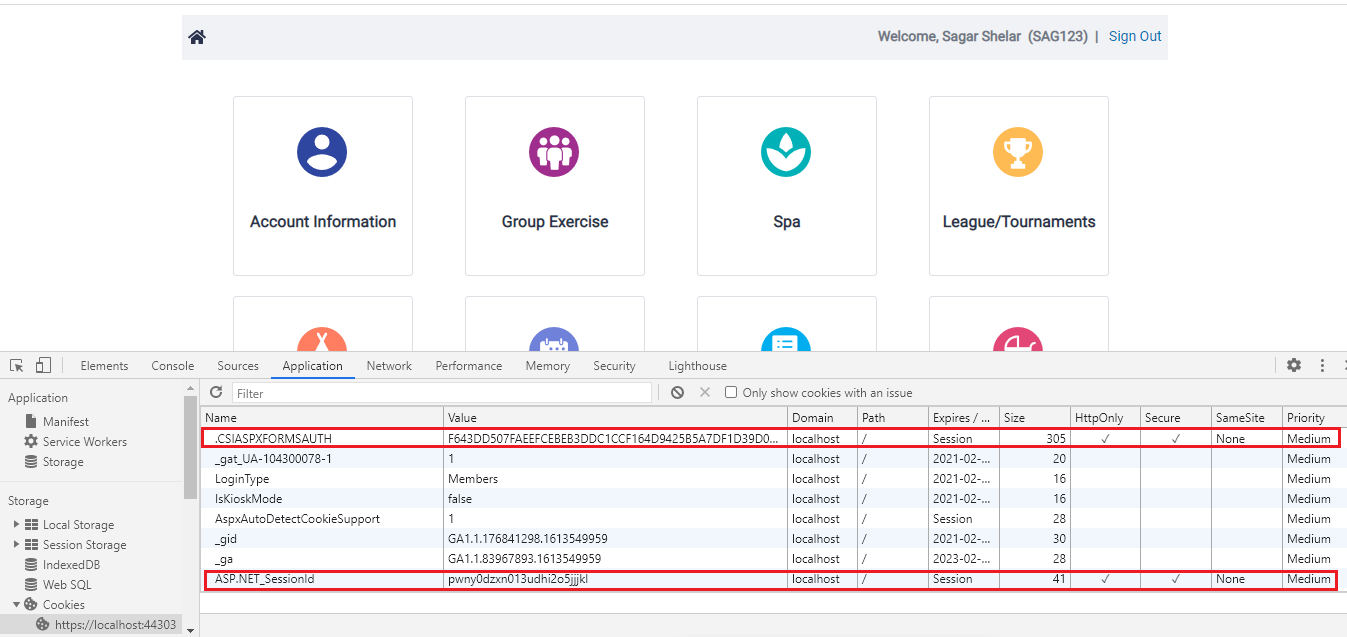 Welcome, Sagar Shelar (SAG123) | Sign Out
Account Information Group Exercise Spa League/Tournaments
Elements Console Sources Application Network Performance Memory Security Lighthouse
Application
Manifest
Service Workers
Storage
Storage
Local Storage
Session Storage
IndexedDB
Web SQL
Cookies
https://localhost:44303
Filter Only show cookies with an issue
Name Value Domain Path Expires / ... Size HttpOnly Secure SameSite Priority
.CSIASPXFORMSAUTH F643DD507FAEEFCEBEB3DDC1CCF164D9425B5A7DF1D39D0... localhost / Session 305 ✓ ✓ None Medium
_gat_UA-104300078-1 1 localhost / 2021-02-... 20 Medium
LoginType Members localhost / 2021-02-... 16 Medium
IsKioskMode false localhost / 2021-02-... 16 Medium
AspxAutoDetectCookieSupport 1 localhost / Session 28 Medium
_gid GA1.1.176841298.1613549959 localhost / 2021-02-... 30 Medium
_ga GA1.1.83967893.1613549959 localhost / 2023-02-... 28 Medium
ASP.NET_SessionId pwny0dzxn013udhi2o5jjjkl localhost / Session 41 ✓ ✓ None Medium